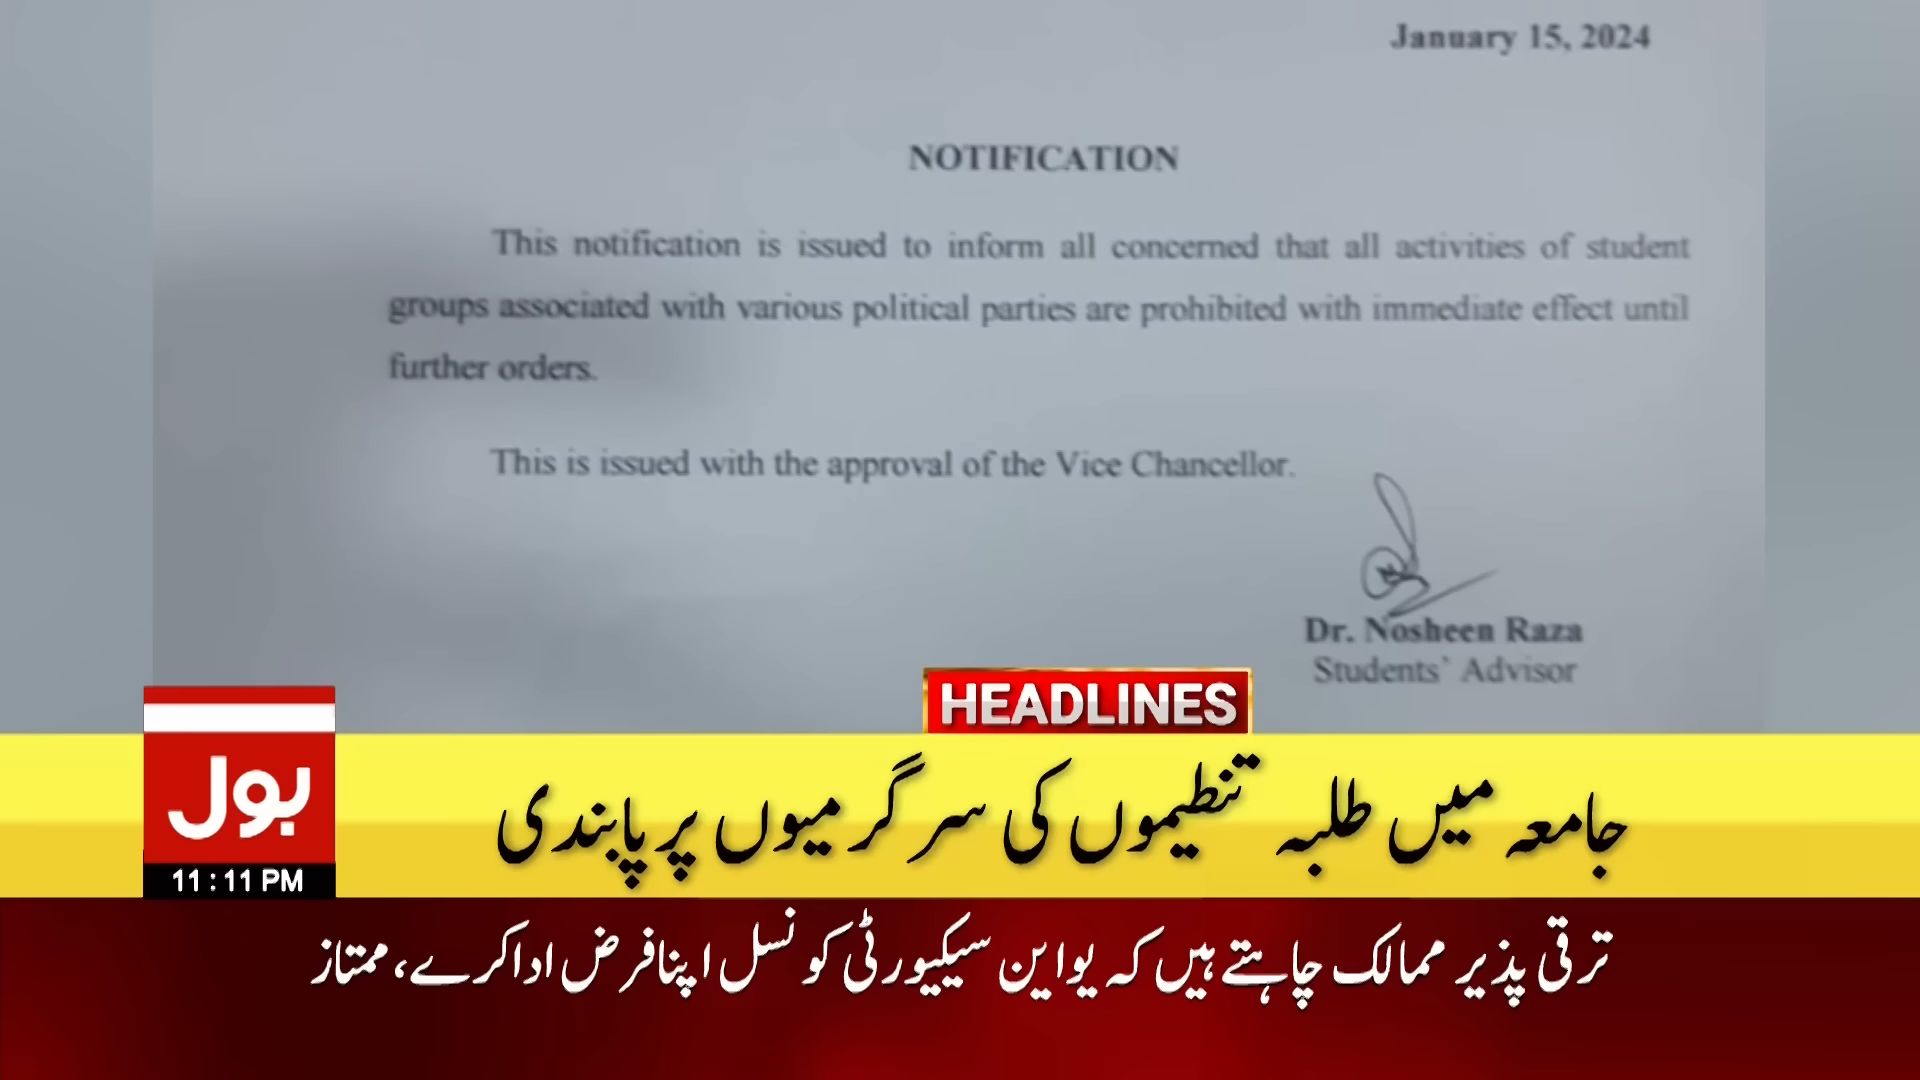 January 15, 2024
NOTIFICATION
This notification is issued to inform all concerned that all activities of student
groups associated with various political parties are prohibited with immediate effect until
further orders.
This is issued with the approval of the Vice Chancellor.
Dr. Nosheen Raza
Students' Advisor
HEADLINES
بول
جامعہ میں طلبہ تنظیموں کی سرگرمیوں پر پابندی
11:11 PM
ترقی پذیر ممالک چاہتے ہیں کہ یو این سیکیورٹی کونسل اپنا فرض ادا کرے، ممتاز